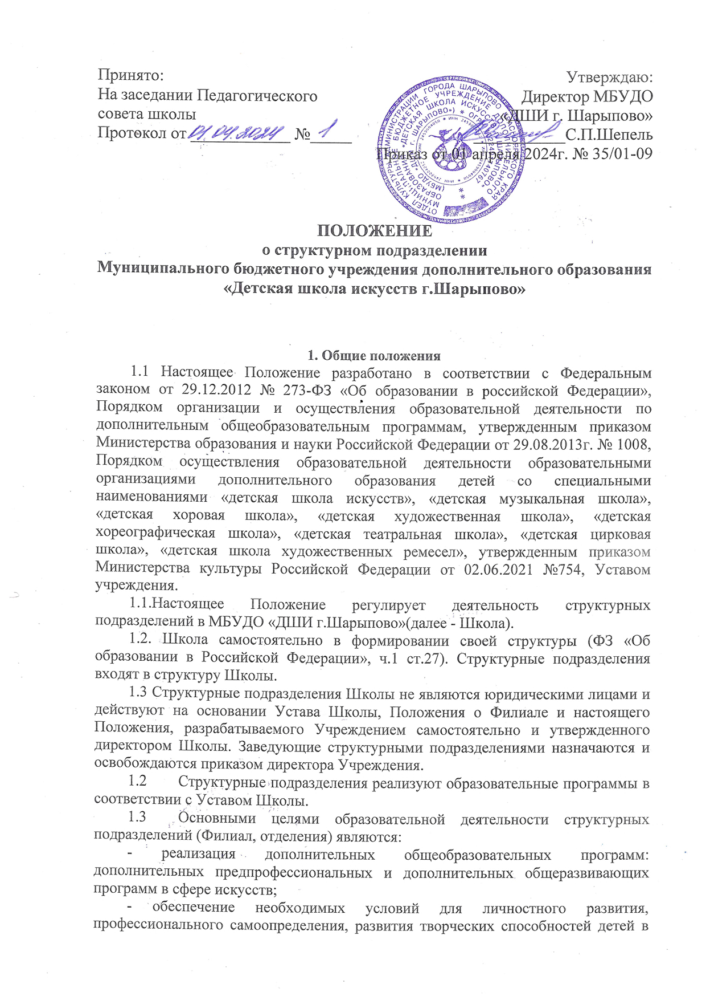 Принято:
На заседании Педагогического
совета школы
Протокол от 01.04.2024 № 1
Утверждаю:
Директор МБУДО
«ДШИ г. Шарыпово»
С.П.Шепель
Приказ от 01 апреля 2024г. № 35/01-09
ПОЛОЖЕНИЕ
о структурном подразделении
Муниципального бюджетного учреждения дополнительного образования
«Детская школа искусств г.Шарыпово»
1. Общие положения
1.1 Настоящее Положение разработано в соответствии с Федеральным
законом от 29.12.2012 № 273-ФЗ «Об образовании в российской Федерации»,
Порядком организации и осуществления образовательной деятельности по
дополнительным общеобразовательным программам, утвержденным приказом
Министерства образования и науки Российской Федерации от 29.08.2013г. № 1008,
Порядком осуществления образовательной деятельности образовательными
организациями дополнительного образования детей со специальными
наименованиями «детская школа искусств», «детская музыкальная школа»,
«детская хоровая школа», «детская художественная школа», «детская
хореографическая школа», «детская театральная школа», «детская цирковая
школа», «детская школа художественных ремесел», утвержденным приказом
Министерства культуры Российской Федерации от 02.06.2021 №754, Уставом
учреждения.
1.1.Настоящее Положение регулирует деятельность структурных
подразделений в МБУДО «ДШИ г.Шарыпово»(далее - Школа).
1.2. Школа самостоятельно в формировании своей структуры (ФЗ «Об
образовании в Российской Федерации», ч.1 ст.27). Структурные подразделения
входят в структуру Школы.
1.3 Структурные подразделения Школы не являются юридическими лицами и
действуют на основании Устава Школы, Положения о Филиале и настоящего
Положения, разрабатываемого Учреждением самостоятельно и утвержденного
директором Школы. Заведующие структурными подразделениями назначаются и
освобождаются приказом директора Учреждения.
1.2 Структурные подразделения реализуют образовательные программы в
соответствии с Уставом Школы.
1.3 Основными целями образовательной деятельности структурных
подразделений (Филиал, отделения) являются:
- реализация дополнительных общеобразовательных программ:
дополнительных предпрофессиональных и дополнительных общеразвивающих
программ в сфере искусств;
- обеспечение необходимых условий для личностного развития,
профессионального самоопределения, развития творческих способностей детей в